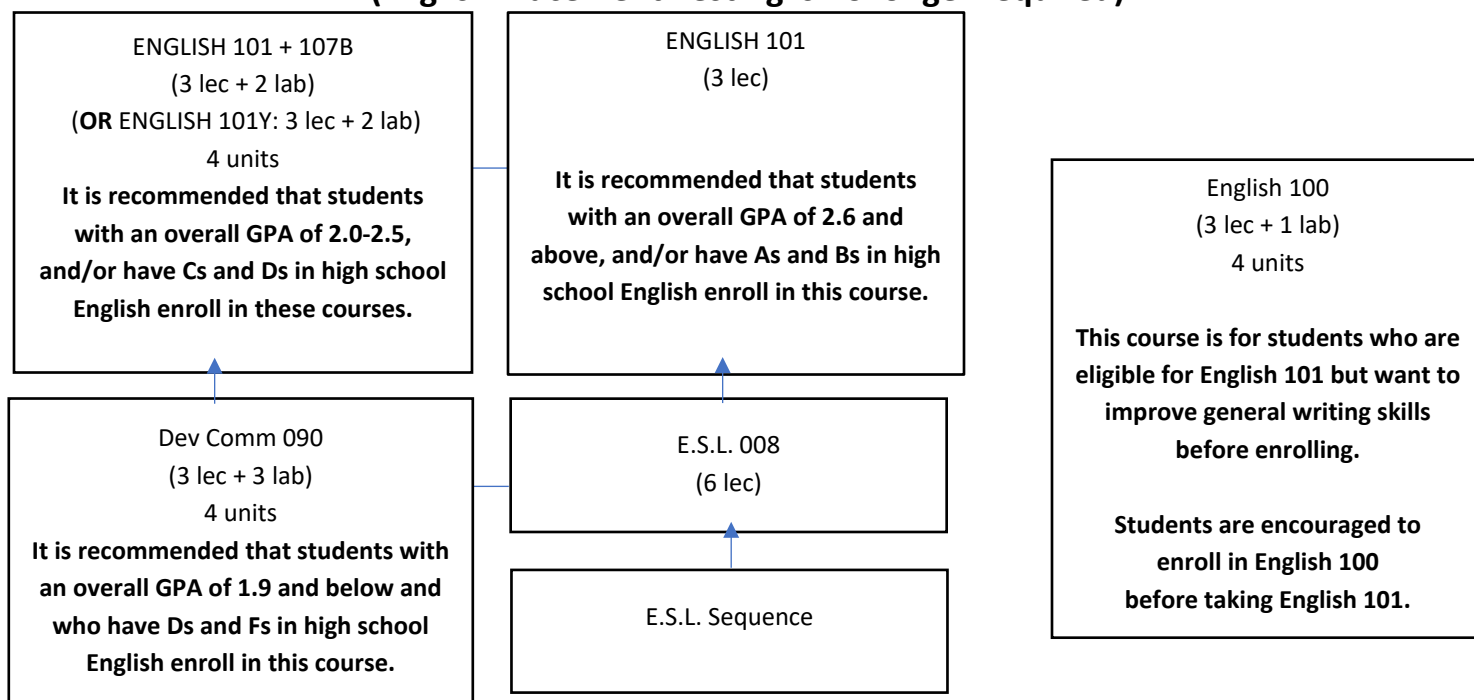 (English Placement Testing is no longer required)
ENGLISH 101 + 107B
(3 lec + 2 lab)
(OR ENGLISH 101Y: 3 lec + 2 lab)
4 units
It is recommended that students
with an overall GPA of 2.0-2.5,
and/or have Cs and Ds in high school
English enroll in these courses.
ENGLISH 101
(3 lec)
It is recommended that students
with an overall GPA of 2.6 and
above, and/or have As and Bs in high
school English enroll in this course.
Dev Comm 090
(3 lec + 3 lab)
4 units
It is recommended that students with
an overall GPA of 1.9 and below and
who have Ds and Fs in high school
English enroll in this course.
E.S.L. 008
(6 lec)
E.S.L. Sequence
English 100
(3 lec + 1 lab)
4 units
This course is for students who are
eligible for English 101 but want to
improve general writing skills
before enrolling.
Students are encouraged to
enroll in English 100
before taking English 101.